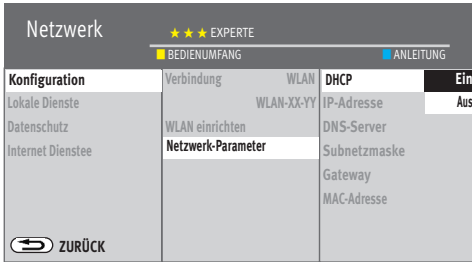 Netzwerk
★ ★ ★ EXPERTE
BEDIENUMFANG
ANLEITUNG
Konfiguration
Lokale Dienste
Datenschutz
Internet Dienstee
Verbindung WLAN
WLAN-XX-YY
WLAN einrichten
Netzwerk-Parameter
DHCP
IP-Adresse
DNS-Server
Subnetzmaske
Gateway
MAC-Adresse
Ein
Aus
ZURÜCK